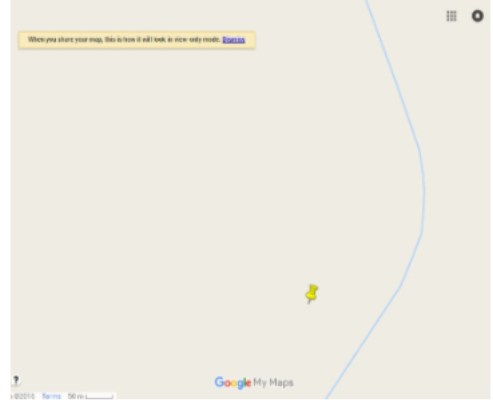 When you share your map, this is how it will look in view only mode. Dismiss
Google My Maps
?
©2016 Terms 50 m